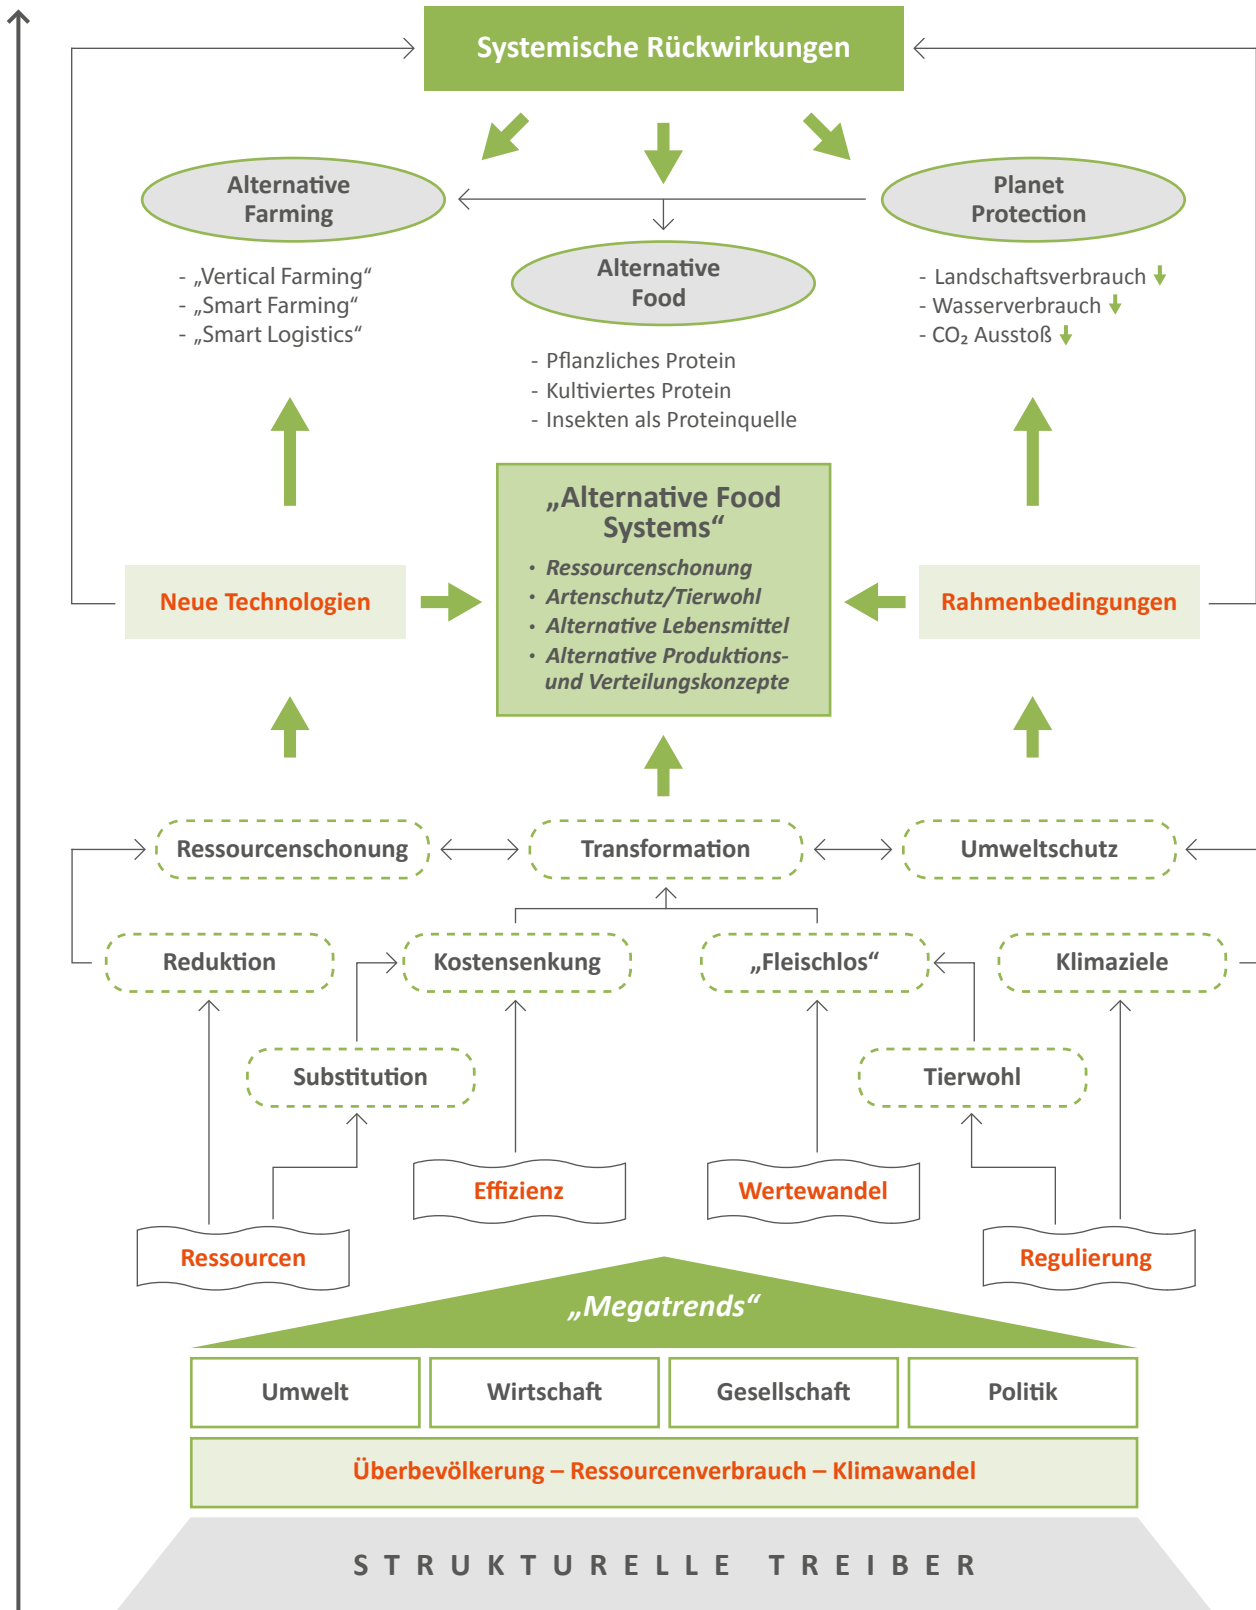 Systemische Rückwirkungen
Alternative
Farming
- „Vertical Farming“
- „Smart Farming“
- „Smart Logistics“
Alternative
Food
- Pflanzliches Protein
- Kultiviertes Protein
- Insekten als Proteinquelle
Planet
Protection
- Landschaftsverbrauch
- Wasserverbrauch
- CO₂ Ausstoß
Neue Technologien
„Alternative Food
Systems“
• Ressourcenschonung
• Artenschutz/Tierwohl
• Alternative Lebensmittel
• Alternative Produktions-
und Verteilungskonzepte
Rahmenbedingungen
Ressourcenschonung
Transformation
Umweltschutz
Reduktion
Kostensenkung
„Fleischlos“
Klimaziele
Substitution
Tierwohl
Effizienz
Wertewandel
Ressourcen
Regulierung
„Megatrends“
Umwelt
Wirtschaft
Gesellschaft
Politik
Überbevölkerung – Ressourcenverbrauch – Klimawandel
STRUKTURELLE TREIBER